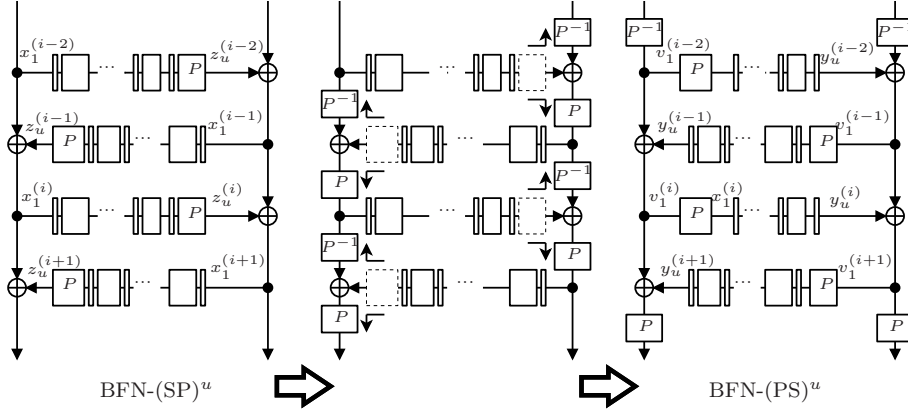 P^{-1} P^{-1} P^{-1}
x_1^{(i-2)} ··· P z_u^{(i-2)} ··· v_1^{(i-2)} P ··· y_u^{(i-2)}
P^{-1} P
z_u^{(i-1)} P ··· x_1^{(i-1)} ··· y_u^{(i-1)} ··· P v_1^{(i-1)}
P P^{-1}
x_1^{(i)} ··· P z_u^{(i)} ··· v_1^{(i)} P x_1^{(i)} ··· y_u^{(i)}
P^{-1} P
z_u^{(i+1)} P ··· x_1^{(i+1)} ··· y_u^{(i+1)} ··· P v_1^{(i+1)}
P P P
BFN-(SP)^u BFN-(PS)^u